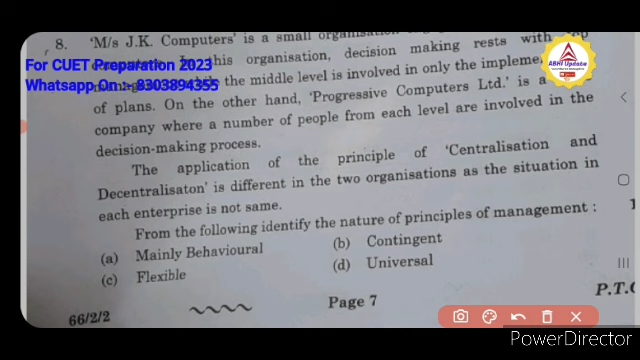 8. 'M/s J.K. Computers' is a small
this organisation, decision making rests with
For CUET Preparation 2023
ABHI Update
the middle level is involved in only the
Whatsapp On :- 8303894355
of plans. On the other hand, 'Progressive Computers Ltd.' is a
company where a number of people from each level are involved in the
decision-making process.
The application of the principle of 'Centralisation and
Decentralisaton' is different in the two organisations as the situation in
each enterprise is not same.
From the following identify the nature of principles of management :
(a) Mainly Behavioural (b) Contingent
(c) Flexible (d) Universal
66/2/2 Page 7 P.T.
PowerDirector